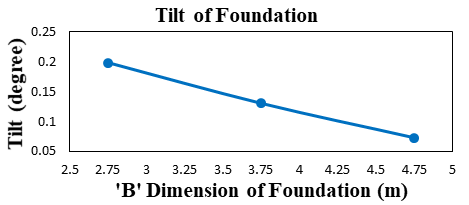 Tilt of Foundation
0.25
0.2
0.15
0.1
0.05
Tilt (degree)
2.5 2.75 3 3.25 3.5 3.75 4 4.25 4.5 4.75 5
'B' Dimension of Foundation (m)